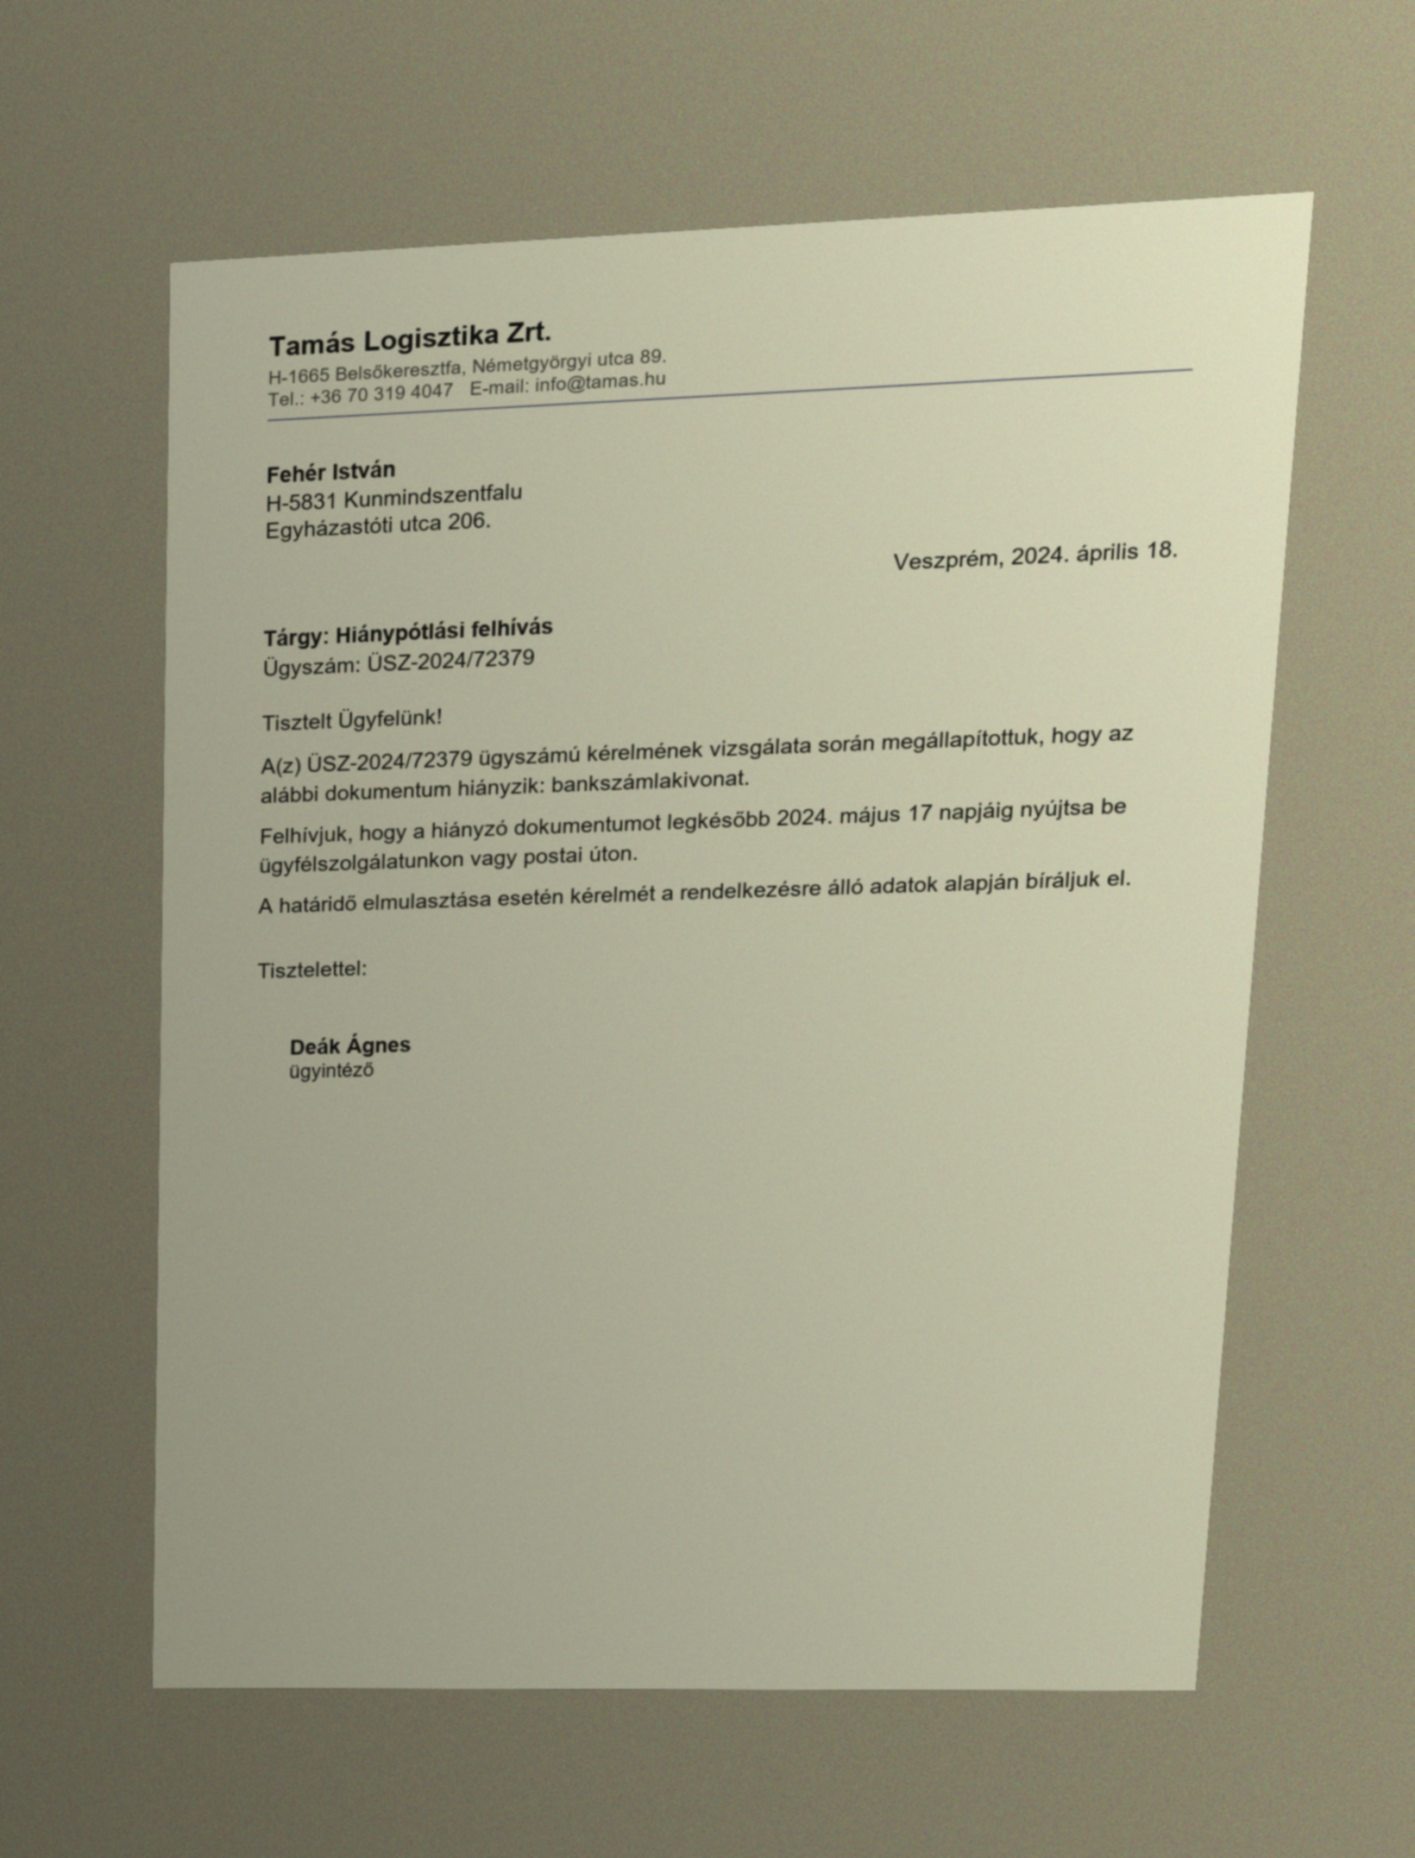 Tamás Logisztika Zrt.
H-1665 Belsőkeresztfa, Németgyörgyi utca 89.
Tel.: +36 70 319 4047 E-mail: info@tamas.hu
Fehér István
H-5831 Kunmindszentfalu
Egyházastóti utca 206.
Veszprém, 2024. április 18.
Tárgy: Hiánypótlási felhívás
Ügyszám: ÜSZ-2024/72379
Tisztelt Ügyfelünk!
A(z) ÜSZ-2024/72379 ügyszámú kérelmének vizsgálata során megállapítottuk, hogy az
alábbi dokumentum hiányzik: bankszámlakivonat.
Felhívjuk, hogy a hiányzó dokumentumot legkésőbb 2024. május 17 napjáig nyújtsa be
ügyfélszolgálatunkon vagy postai úton.
A határidő elmulasztása esetén kérelmét a rendelkezésre álló adatok alapján bíráljuk el.
Tisztelettel:
Deák Ágnes
ügyintéző